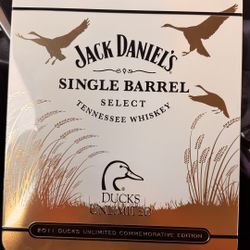 JACK DANIEL'S
SINGLE BARREL
SELECT
TENNESSEE WHISKEY
DUCKS
UNLIMITED
2011 DUCKS UNLIMITED COMMEMORATIVE EDITION